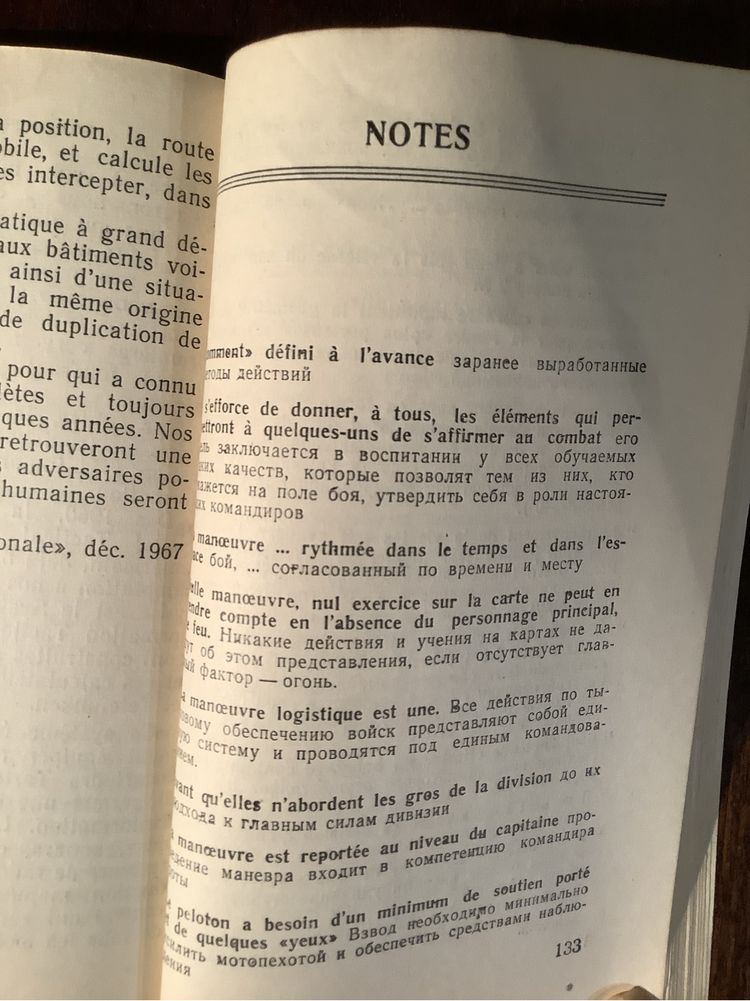 position, la route
et calcule les
intercepter, dans
à grand dé-
aux bâtiments voi-
ainsi d'une situa-
la même origine
de duplication de
pour qui a connu
et toujours
ques années. Nos
retrouveront une
adversaires po-
humaines seront
déc. 1967
NOTES
défini à l'avance заранее выработанные
действий
s'efforce de donner, à tous, les éléments qui per-
à quelques-uns de s'affirmer au combat его
заключается в воспитании у всех обучаемых
качеств, которые позволят тем из них, кто
на поле боя, утвердить себя в роли настоя-
командиров
manœuvre ... rythmée dans le temps et dans l'es-
бой, ... согласованный по времени и месту
manœuvre, nul exercice sur la carte ne peut en
compte en l'absence du personnage principal,
feu. Никакие действия и учения на картах не да-
об этом представления, если отсутствует глав-
фактор — огонь.
manœuvre logistique est une. Все действия по ты-
обеспечению войск представляют собой еди-
систему и проводятся под единым командова-
qu'elles n'abordent les gros de la division до их
к главным силам дивизии
manœuvre est reportée au niveau du capitaine про-
маневра входит в компетенцию командира
peloton a besoin d'un minimum de soutien porté
de quelques «yeux» Взвод необходимо минимально
мотопехотой и обеспечить средствами наблю-
133